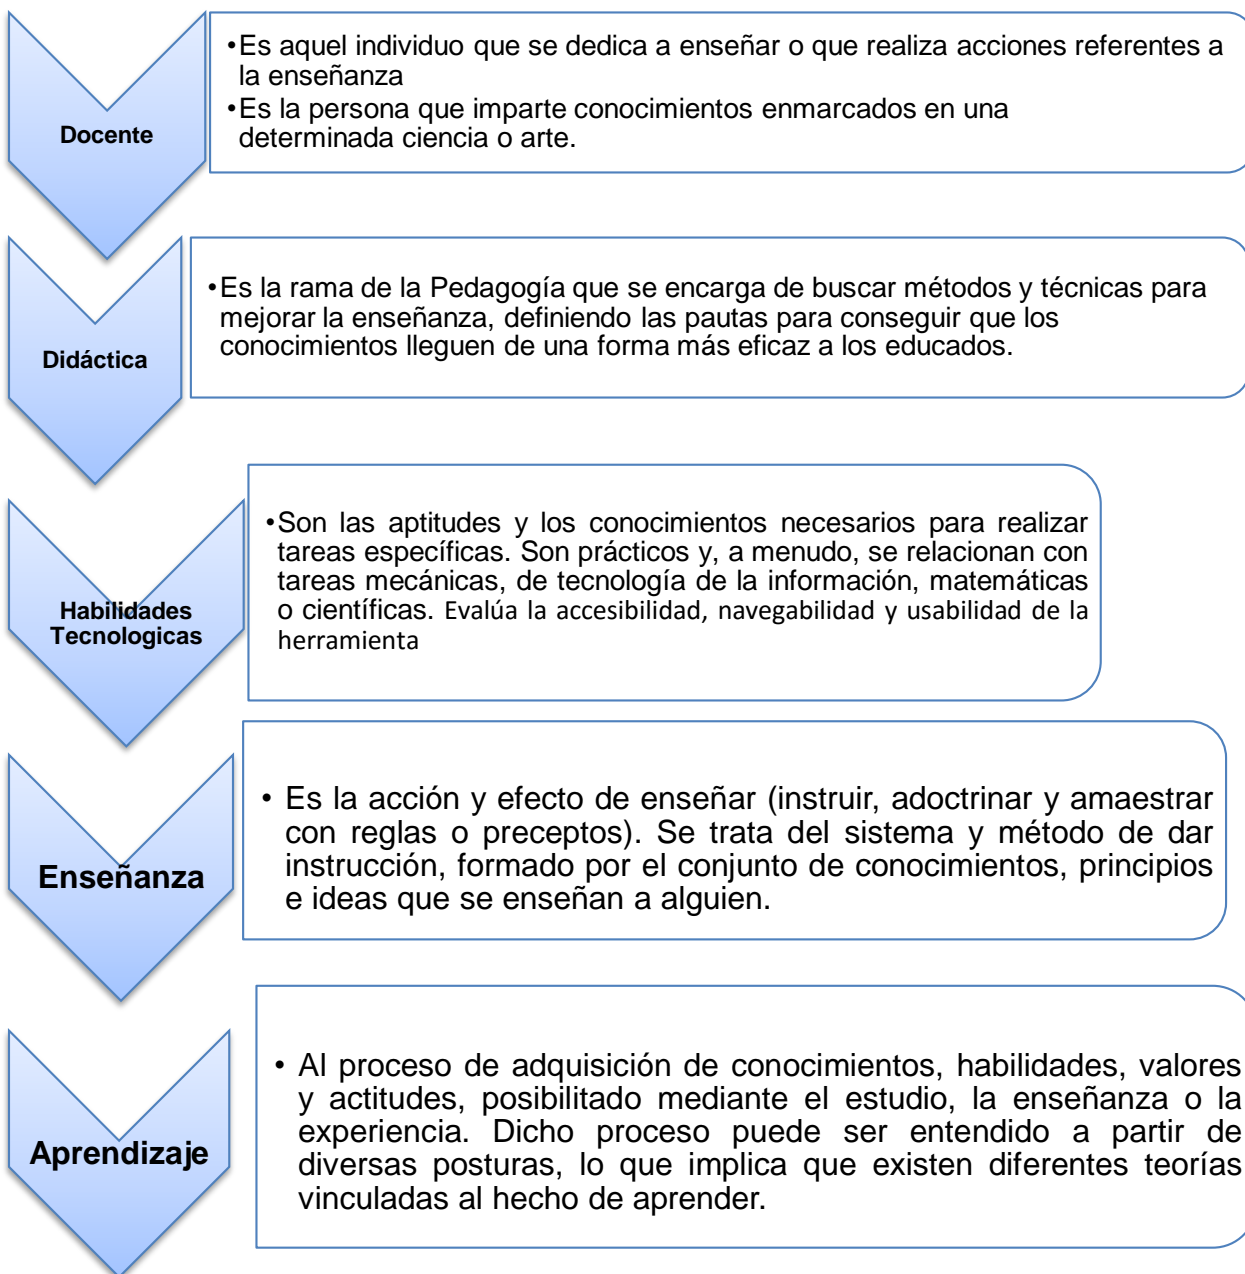 •Es aquel individuo que se dedica a enseñar o que realiza acciones referentes a
la enseñanza
•Es la persona que imparte conocimientos enmarcados en una
determinada ciencia o arte.
Docente
•Es la rama de la Pedagogía que se encarga de buscar métodos y técnicas para
mejorar la enseñanza, definiendo las pautas para conseguir que los
conocimientos lleguen de una forma más eficaz a los educados.
Didáctica
•Son las aptitudes y los conocimientos necesarios para realizar
tareas específicas. Son prácticos y, a menudo, se relacionan con
tareas mecánicas, de tecnología de la información, matemáticas
o científicas. Evalúa la accesibilidad, navegabilidad y usabilidad de la
herramienta
Habilidades
Tecnologicas
• Es la acción y efecto de enseñar (instruir, adoctrinar y amaestrar
con reglas o preceptos). Se trata del sistema y método de dar
instrucción, formado por el conjunto de conocimientos, principios
e ideas que se enseñan a alguien.
Enseñanza
• Al proceso de adquisición de conocimientos, habilidades, valores
y actitudes, posibilitado mediante el estudio, la enseñanza o la
experiencia. Dicho proceso puede ser entendido a partir de
diversas posturas, lo que implica que existen diferentes teorías
vinculadas al hecho de aprender.
Aprendizaje